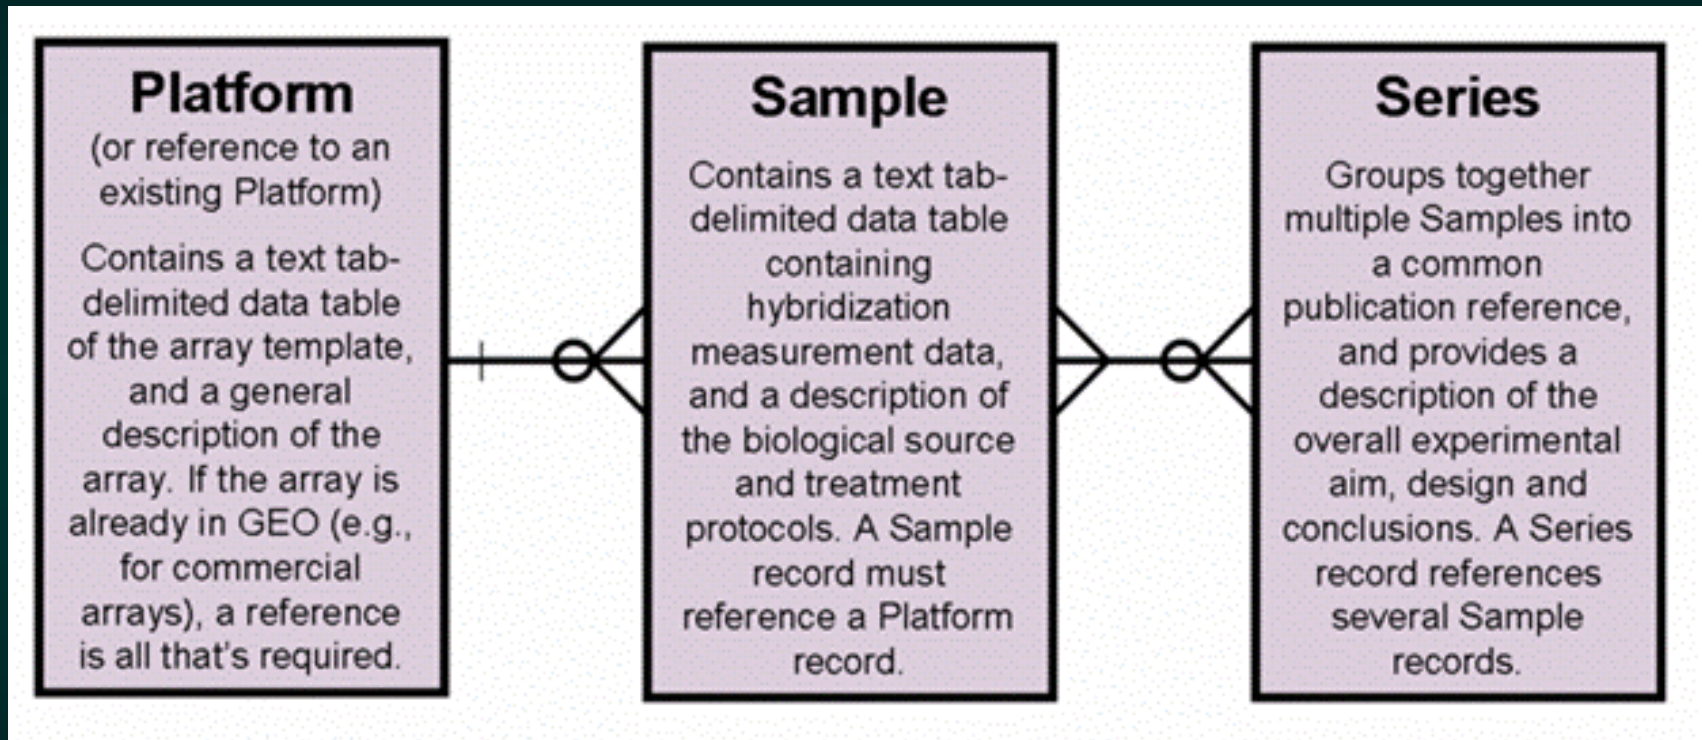 Platform
(or reference to an
existing Platform)
Contains a text tab-
delimited data table
of the array template,
and a general
description of the
array. If the array is
already in GEO (e.g.,
for commercial
arrays), a reference
is all that's required.
Sample
Contains a text tab-
delimited data table
containing
hybridization
measurement data,
and a description of
the biological source
and treatment
protocols. A Sample
record must
reference a Platform
record.
Series
Groups together
multiple Samples into
a common
publication reference,
and provides a
description of the
overall experimental
aim, design and
conclusions. A Series
record references
several Sample
records.